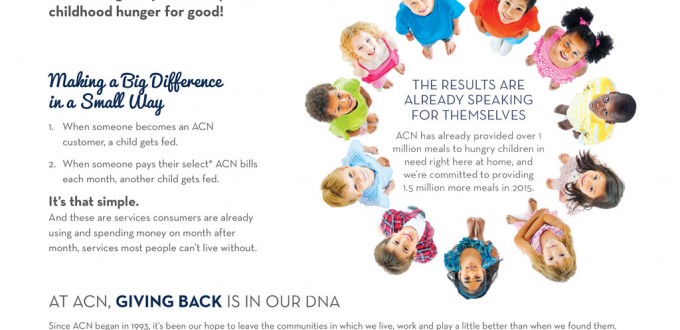 childhood hunger for good!
Making a Big Difference
in a Small Way
1. When someone becomes an ACN
customer, a child gets fed.
2. When someone pays their select* ACN bills
each month, another child gets fed.
It's that simple.
And these are services consumers are already
using and spending money on month after
month, services most people can't live without.
THE RESULTS ARE
ALREADY SPEAKING
FOR THEMSELVES
ACN has already provided over 1
million meals to hungry children in
need right here at home, and
we're committed to providing
1.5 million more meals in 2015.
AT ACN, GIVING BACK IS IN OUR DNA
Since ACN began in 1993, it's been our hope to leave the communities in which we live, work and play a little better than when we found them.